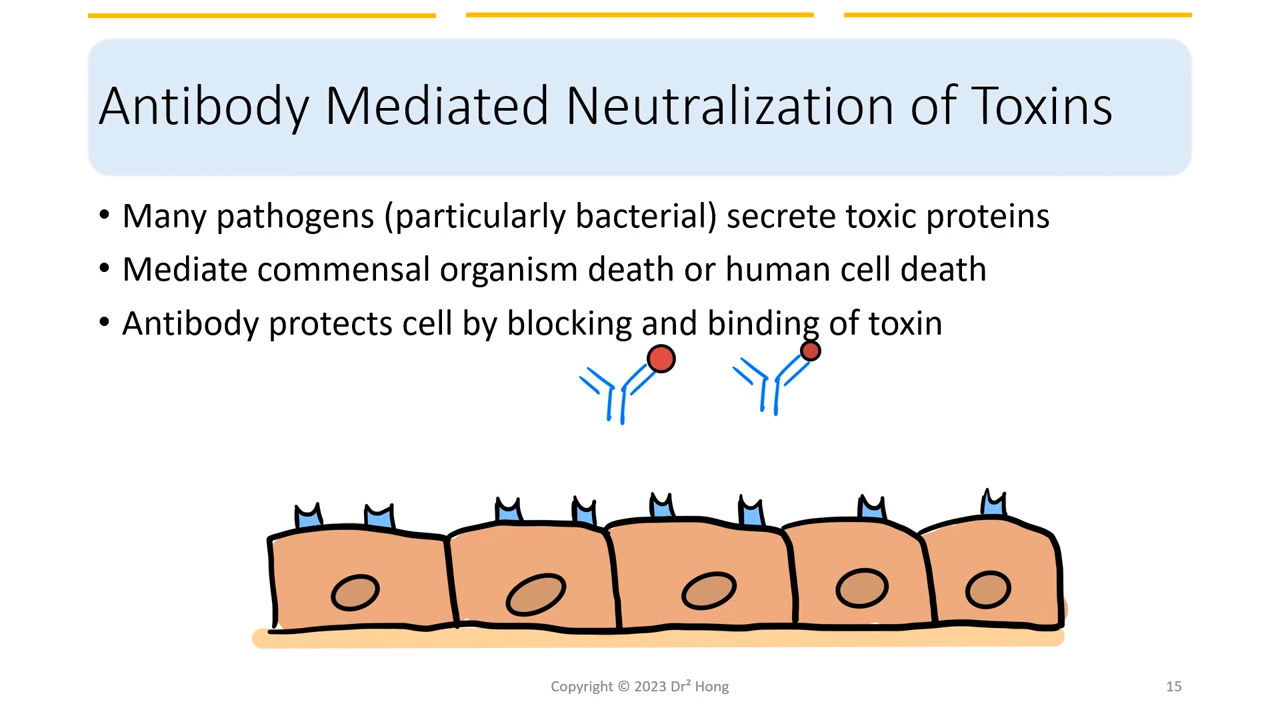 Antibody Mediated Neutralization of Toxins
• Many pathogens (particularly bacterial) secrete toxic proteins
• Mediate commensal organism death or human cell death
• Antibody protects cell by blocking and binding of toxin
Copyright © 2023 Dr² Hong
15